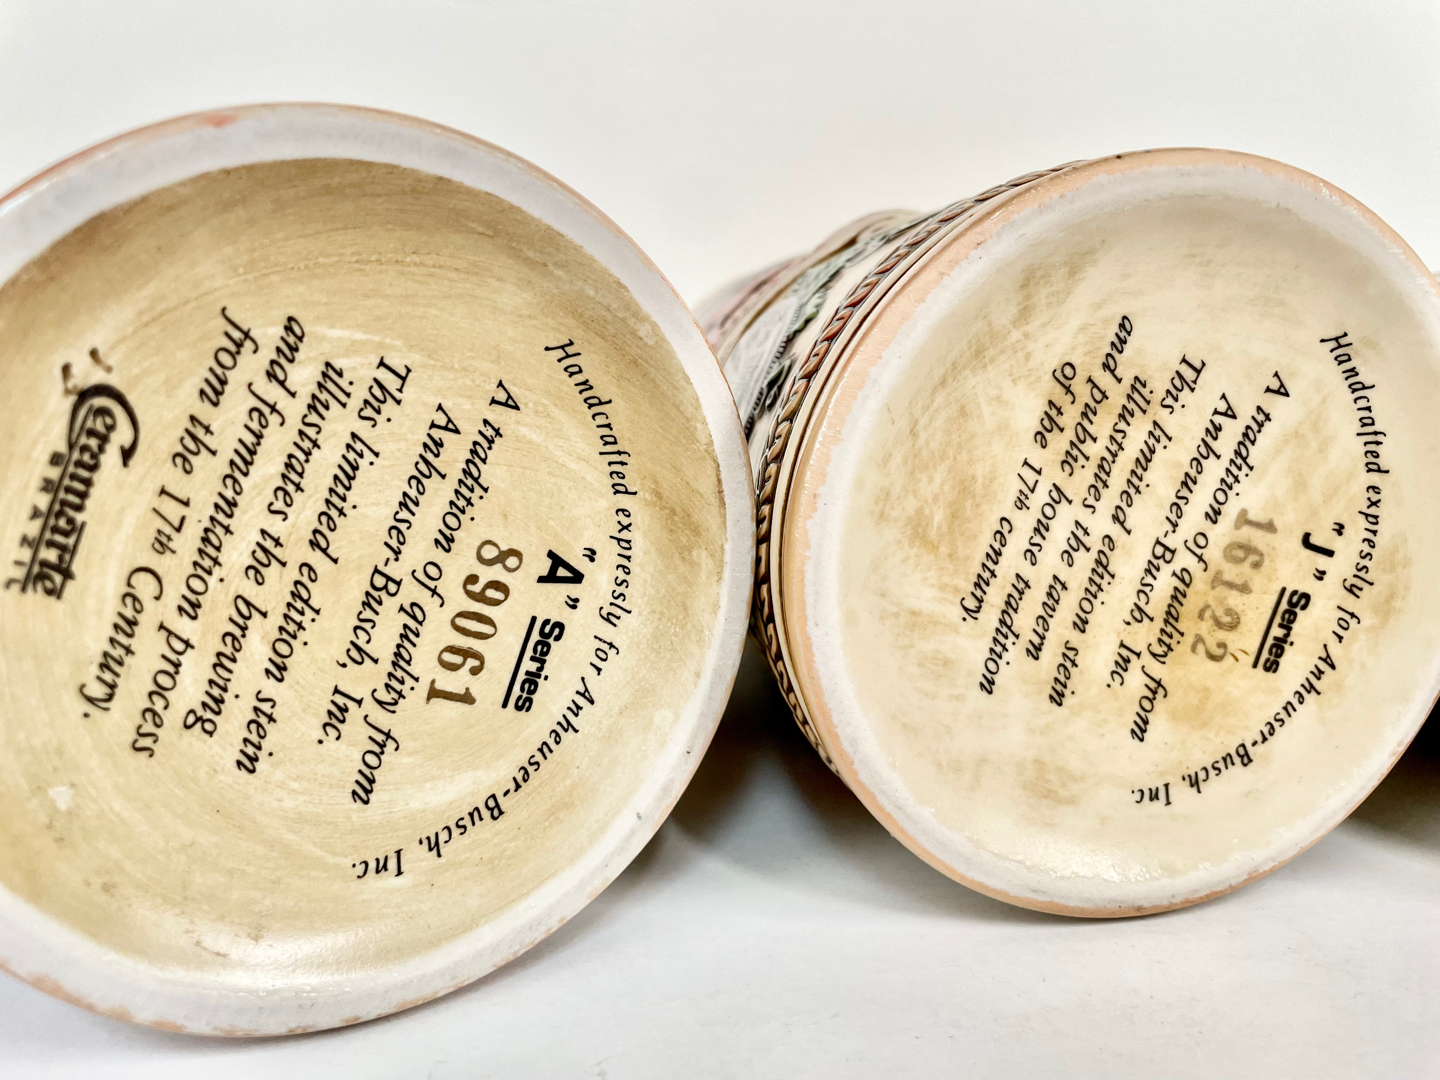 Handcrafted expressly for Anheuser-Busch, Inc.
"A" Series
89061
A tradition of quality from
Anheuser-Busch, Inc.
This limited edition stein
illustrates the brewing
and fermentation process
from the 17th Century.
Ceramarte
BRAZIL
Handcrafted expressly for Anheuser-Busch, Inc.
"J" Series
16122
A tradition of quality from
Anheuser-Busch, Inc.
This limited edition stein
illustrates the tavern
and public house tradition
of the 17th century.